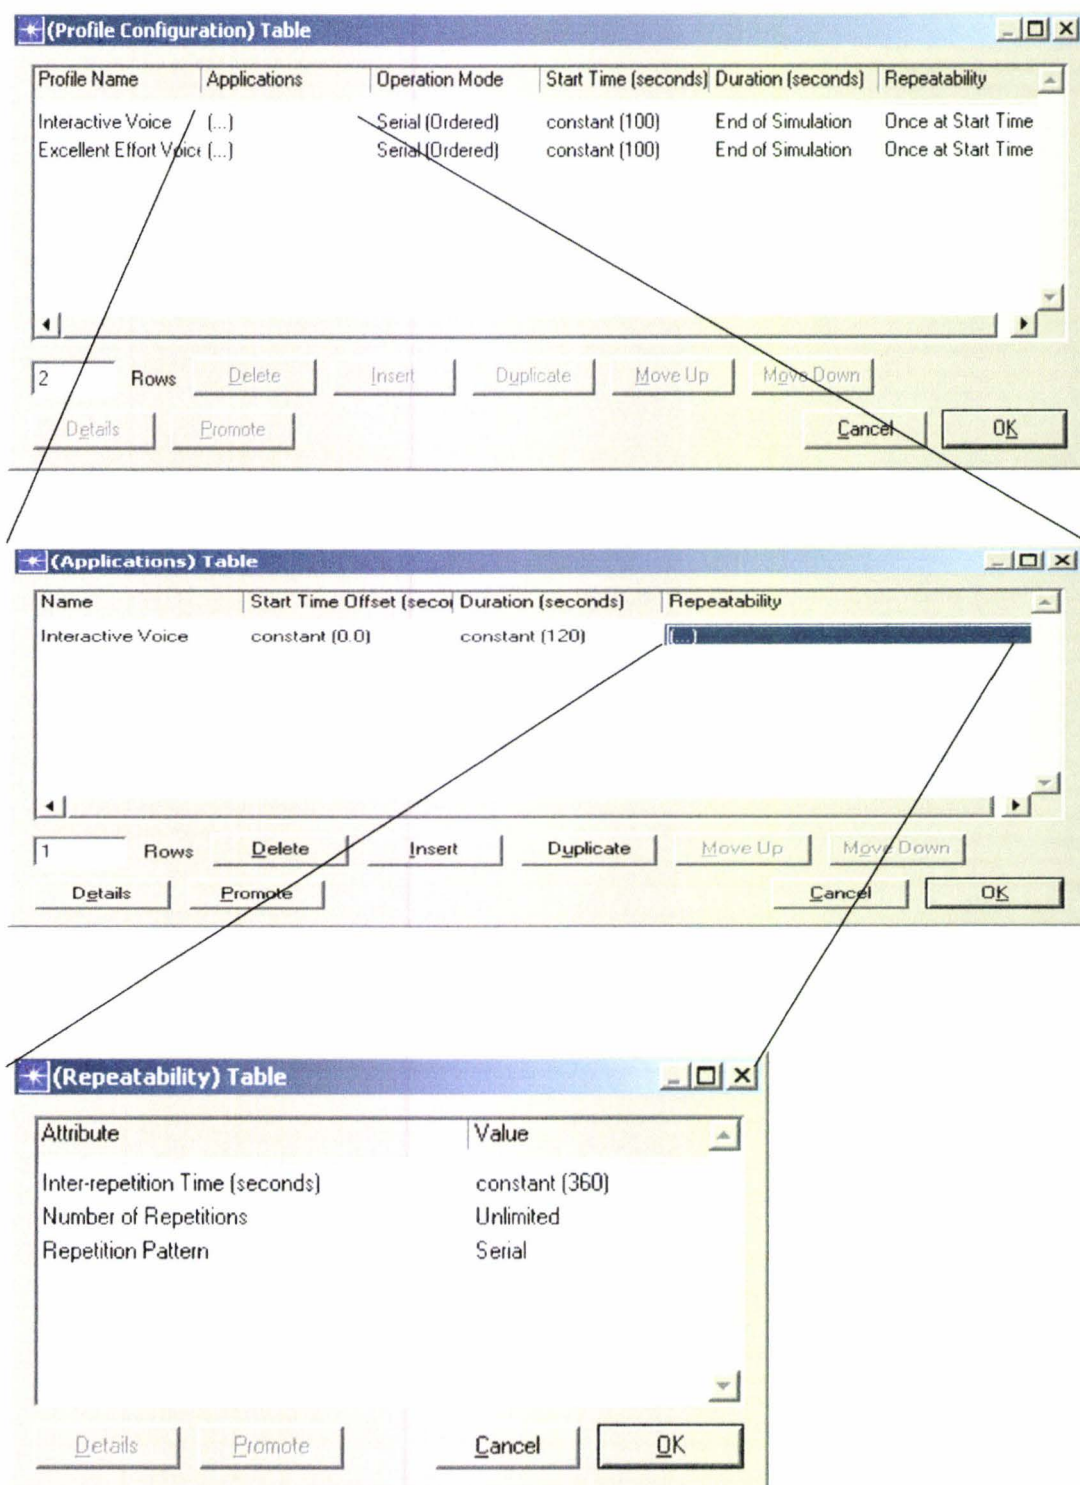 (Profile Configuration) Table
Profile Name Applications Operation Mode Start Time (seconds) Duration (seconds) Repeatability
Interactive Voice (...) Serial (Ordered) constant (100) End of Simulation Once at Start Time
Excellent Effort Voice (...) Serial (Ordered) constant (100) End of Simulation Once at Start Time
2 Rows Delete Insert Duplicate Move Up Move Down
Details Promote Cancel OK
(Applications) Table
Name Start Time Offset (secon Duration (seconds) Repeatability
Interactive Voice constant (0.0) constant (120) (...)
1 Rows Delete Insert Duplicate Move Up Move Down
Details Promote Cancel OK
(Repeatability) Table
Attribute Value
Inter-repetition Time (seconds) constant (360)
Number of Repetitions Unlimited
Repetition Pattern Serial
Details Promote Cancel OK